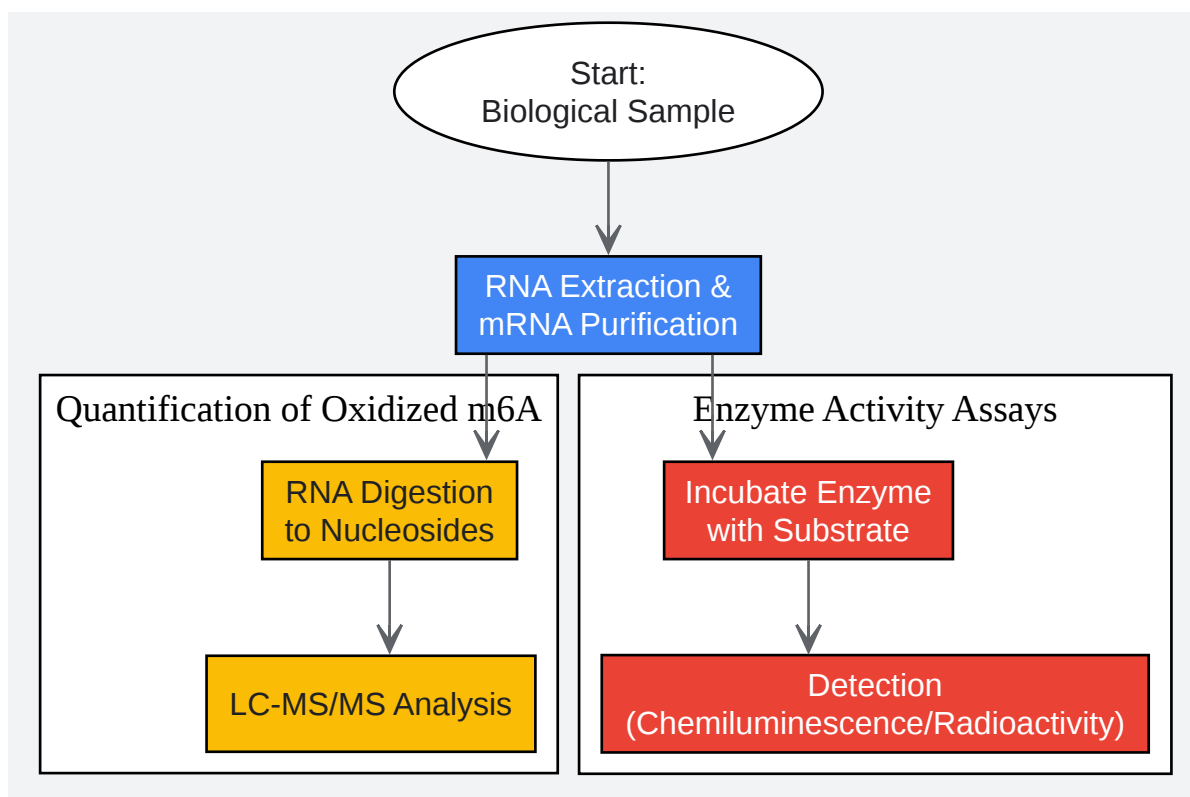 Start:
Biological Sample
RNA Extraction &
mRNA Purification
Quantification of Oxidized m6A
RNA Digestion
to Nucleosides
LC-MS/MS Analysis
Enzyme Activity Assays
Incubate Enzyme
with Substrate
Detection
(Chemiluminescence/Radioactivity)